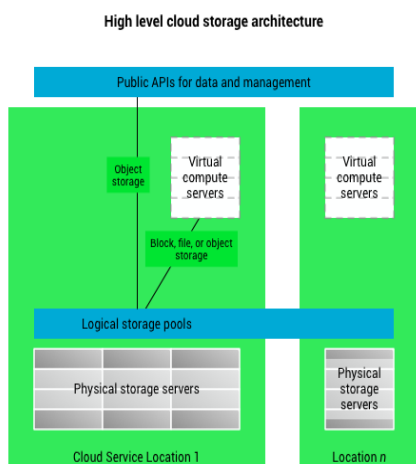 High level cloud storage architecture
Public APIs for data and management
Object
storage
Virtual
compute
servers
Virtual
compute
servers
Block, file, or object
storage
Logical storage pools
Physical storage servers
Physical
storage
servers
Cloud Service Location 1
Location n